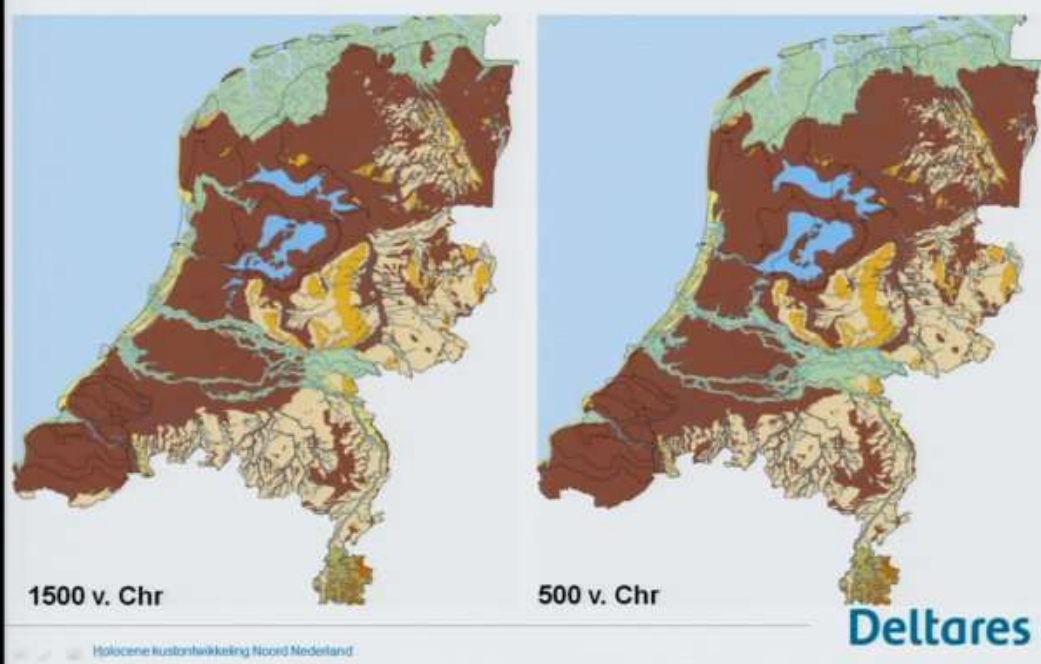 1500 v. Chr
500 v. Chr
Deltares
Holocene kustontwikkeling Noord Nederland